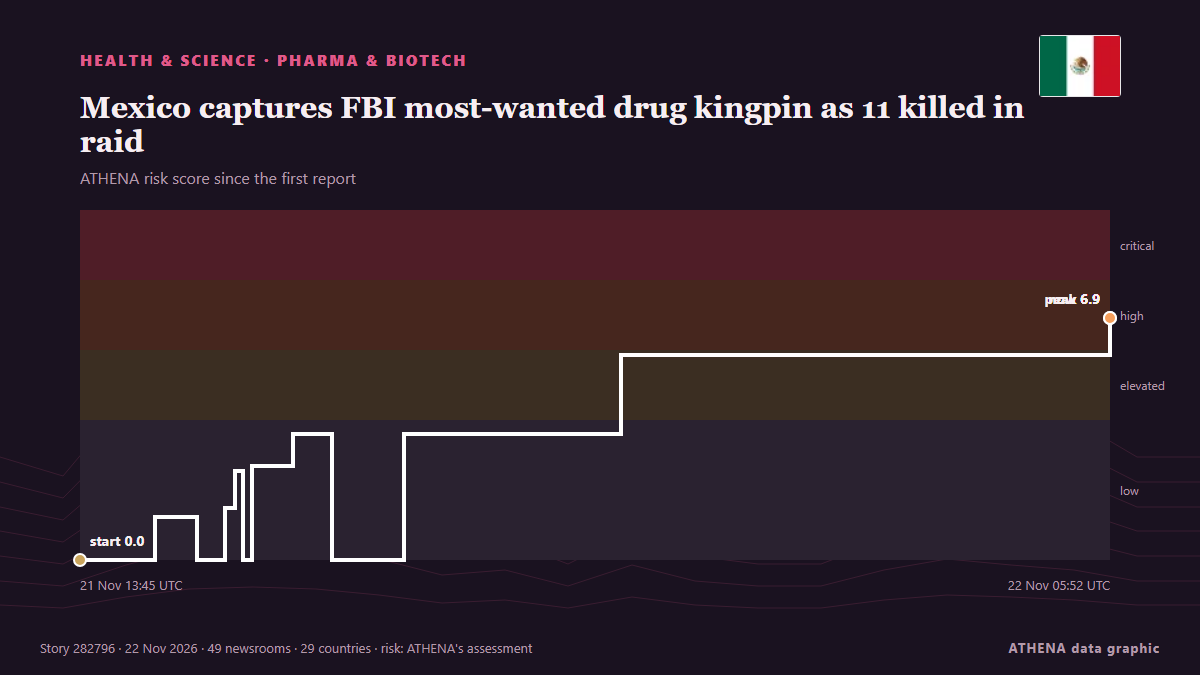 HEALTH & SCIENCE · PHARMA & BIOTECH
Mexico captures FBI most-wanted drug kingpin as 11 killed in
raid
ATHENA risk score since the first report
critical
peak 6.9
high
elevated
low
start 0.0
21 Nov 13:45 UTC
22 Nov 05:52 UTC
Story 282796 · 22 Nov 2026 · 49 newsrooms · 29 countries · risk: ATHENA's assessment
ATHENA data graphic